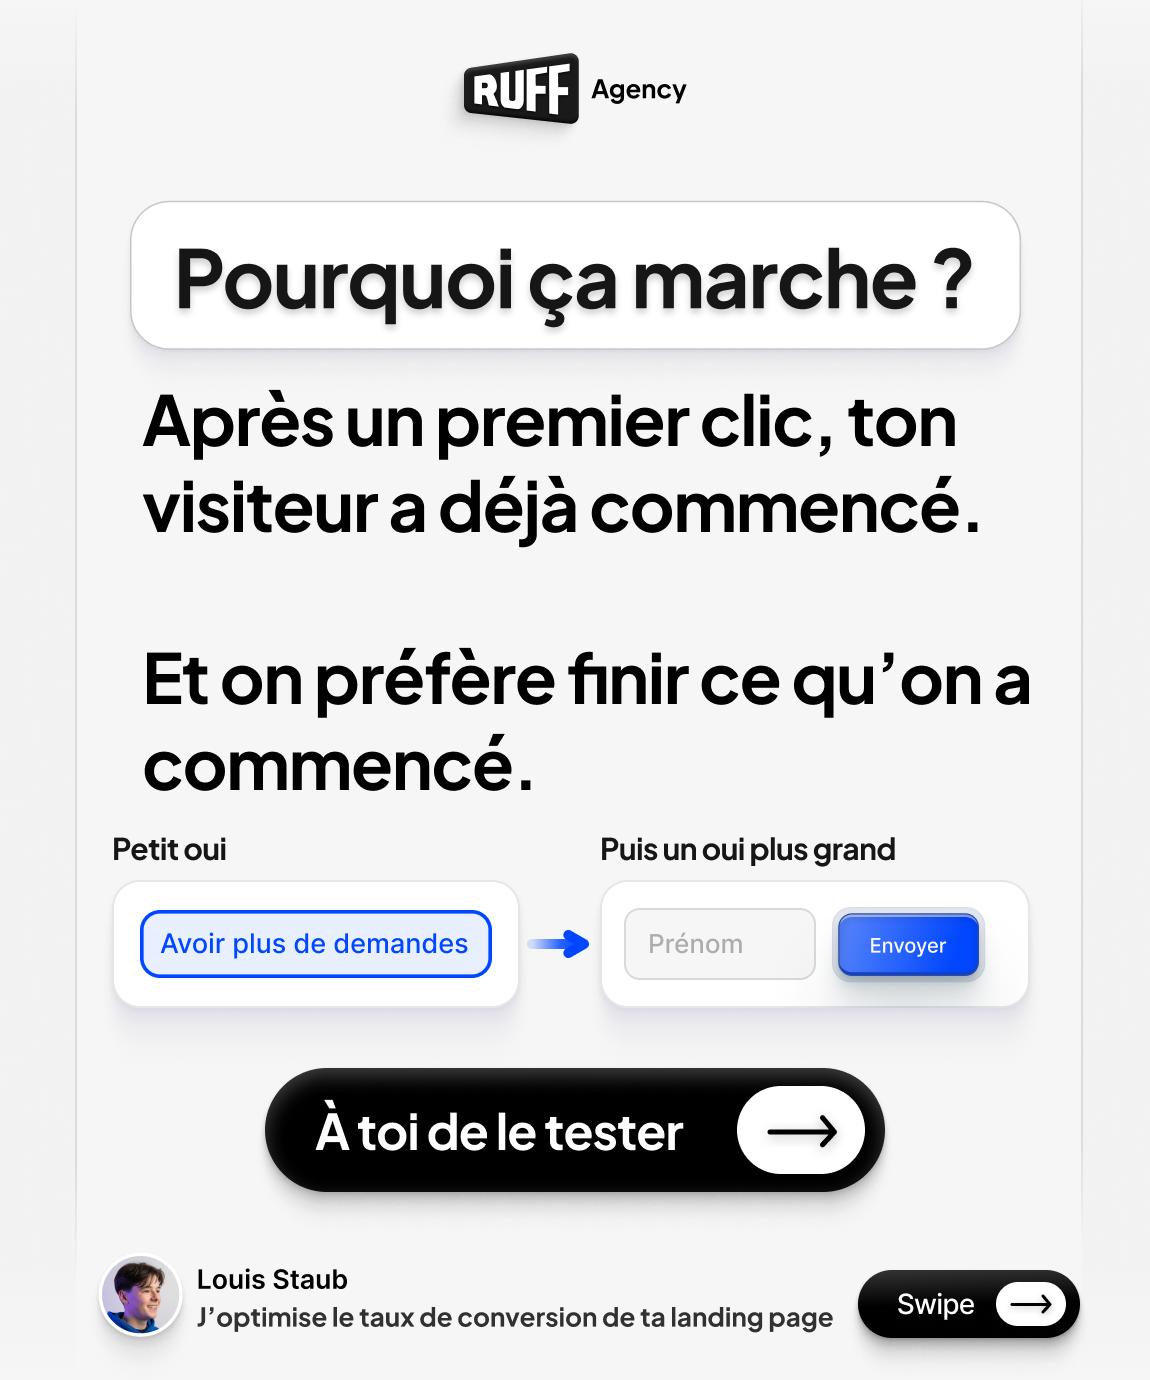 RUFF Agency
Pourquoi ça marche ?
Après un premier clic, ton
visiteur a déjà commencé.
Et on préfère finir ce qu’on a
commencé.
Petit oui
Puis un oui plus grand
Avoir plus de demandes
Prénom
Envoyer
À toi de le tester
Louis Staub
J’optimise le taux de conversion de ta landing page
Swipe